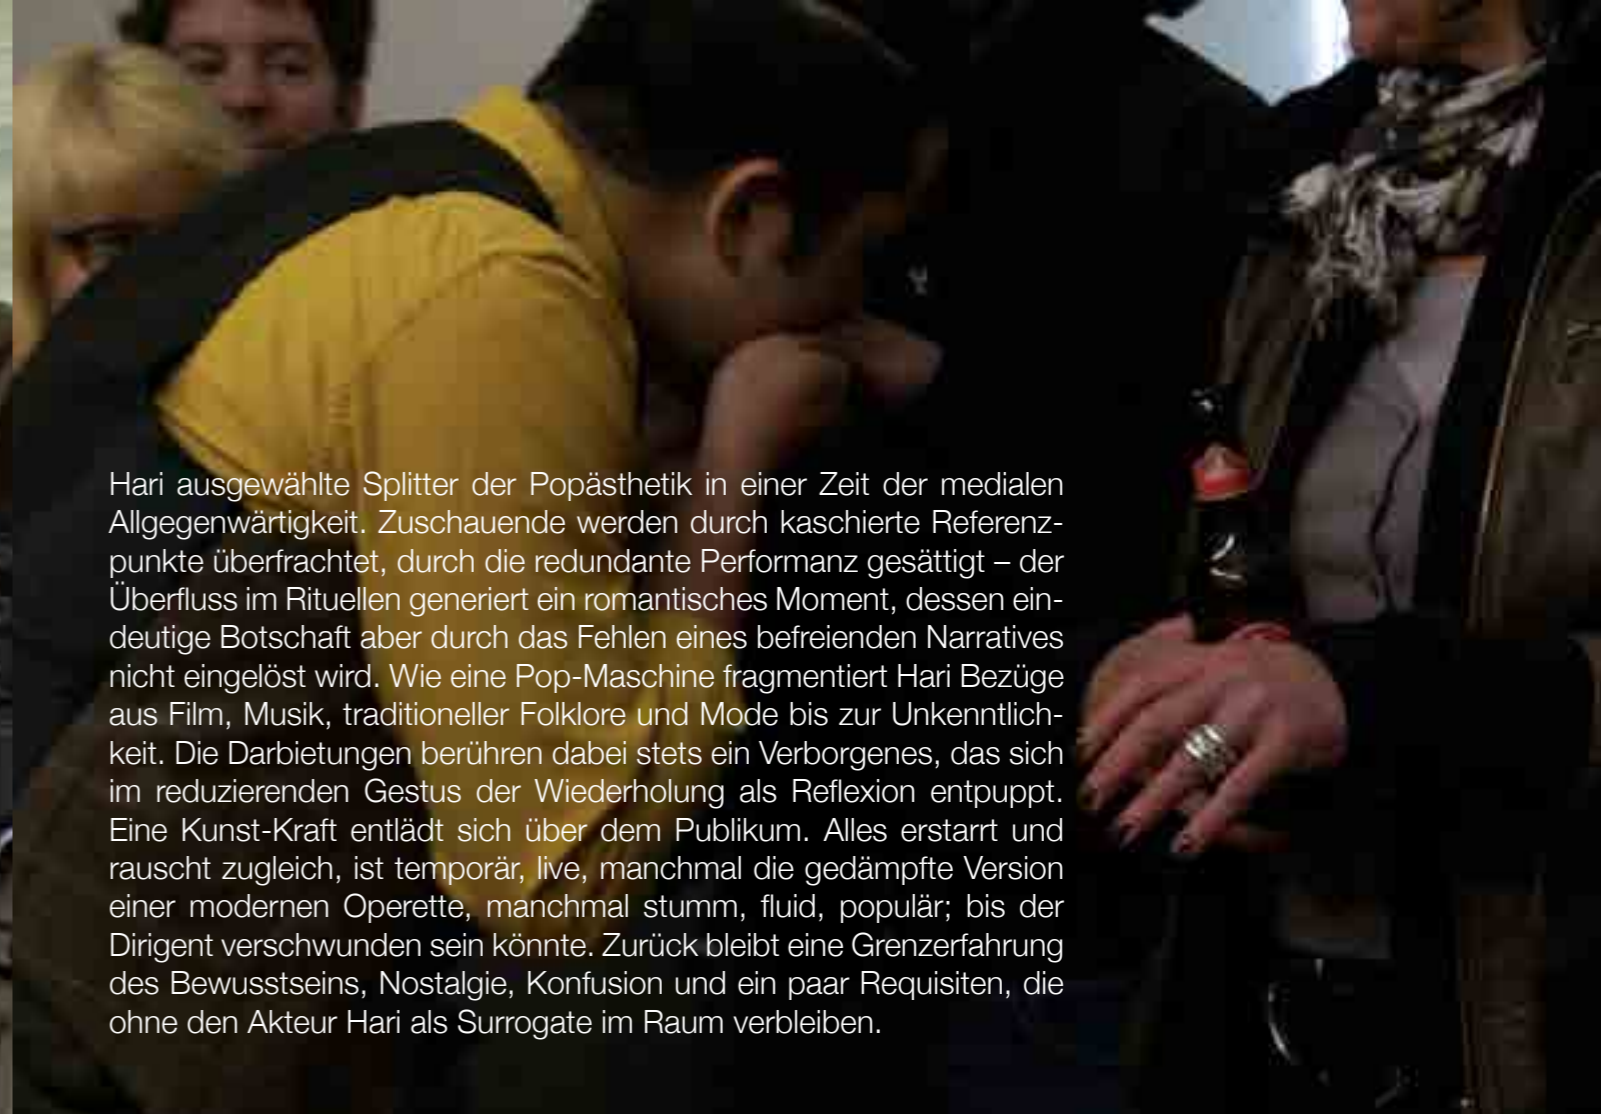 Hari ausgewählte Splitter der Popästhetik in einer Zeit der medialen
Allgegenwärtigkeit. Zuschauende werden durch kaschierte Referenz-
punkte überfrachtet, durch die redundante Performanz gesättigt – der
Überfluss im Rituellen generiert ein romantisches Moment, dessen ein-
deutige Botschaft aber durch das Fehlen eines befreienden Narratives
nicht eingelöst wird. Wie eine Pop-Maschine fragmentiert Hari Bezüge
aus Film, Musik, traditioneller Folklore und Mode bis zur Unkenntlich-
keit. Die Darbietungen berühren dabei stets ein Verborgenes, das sich
im reduzierenden Gestus der Wiederholung als Reflexion entpuppt.
Eine Kunst-Kraft entlädt sich über dem Publikum. Alles erstarrt und
rauscht zugleich, ist temporär, live, manchmal die gedämpfte Version
einer modernen Operette, manchmal stumm, fluid, populär; bis der
Dirigent verschwunden sein könnte. Zurück bleibt eine Grenzerfahrung
des Bewusstseins, Nostalgie, Konfusion und ein paar Requisiten, die
ohne den Akteur Hari als Surrogate im Raum verbleiben.